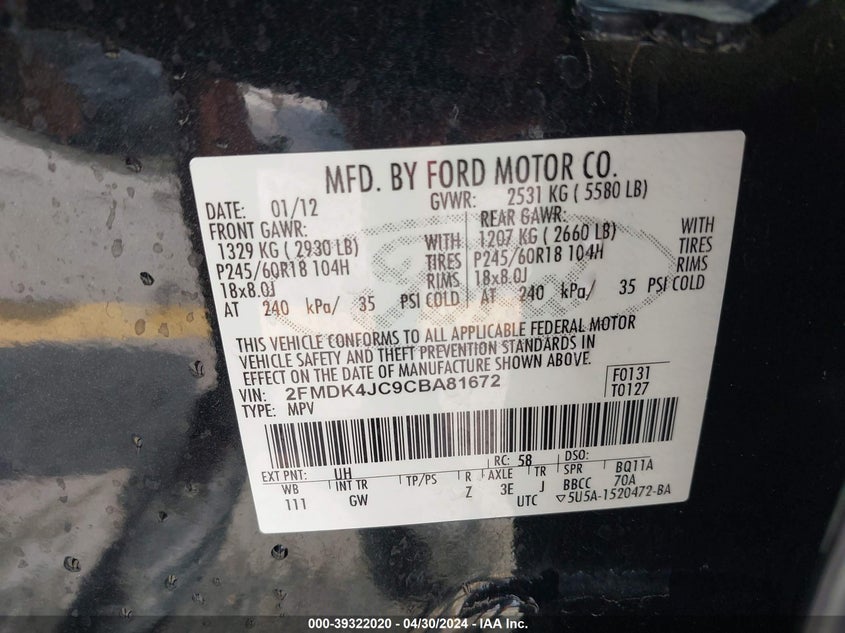 MFD. BY FORD MOTOR CO.
DATE: 01/12 GVWR: 2531 KG ( 5580 LB)
FRONT GAWR: REAR GAWR:
1329 KG ( 2930 LB) WITH 1207 KG ( 2660 LB) WITH
P245/60R18 104H TIRES P245/60R18 104H TIRES
18x8.0J RIMS 18x8.0J RIMS
AT 240 kPa/ 35 PSI COLD AT 240 kPa/ 35 PSI COLD
THIS VEHICLE CONFORMS TO ALL APPLICABLE FEDERAL MOTOR
VEHICLE SAFETY AND THEFT PREVENTION STANDARDS IN
EFFECT ON THE DATE OF MANUFACTURE SHOWN ABOVE.
VIN: 2FMDK4JC9CBA81672 F0131
TYPE: MPV T0127
EXT PNT: UH RC: 58 DSO:
WB INT TR TP/PS R AXLE TR SPR BQ11A
111 GW Z 3E J BBCC 70A
UTC ▽5U5A-1520472-BA
000-39322020 - 04/30/2024 - IAA Inc.